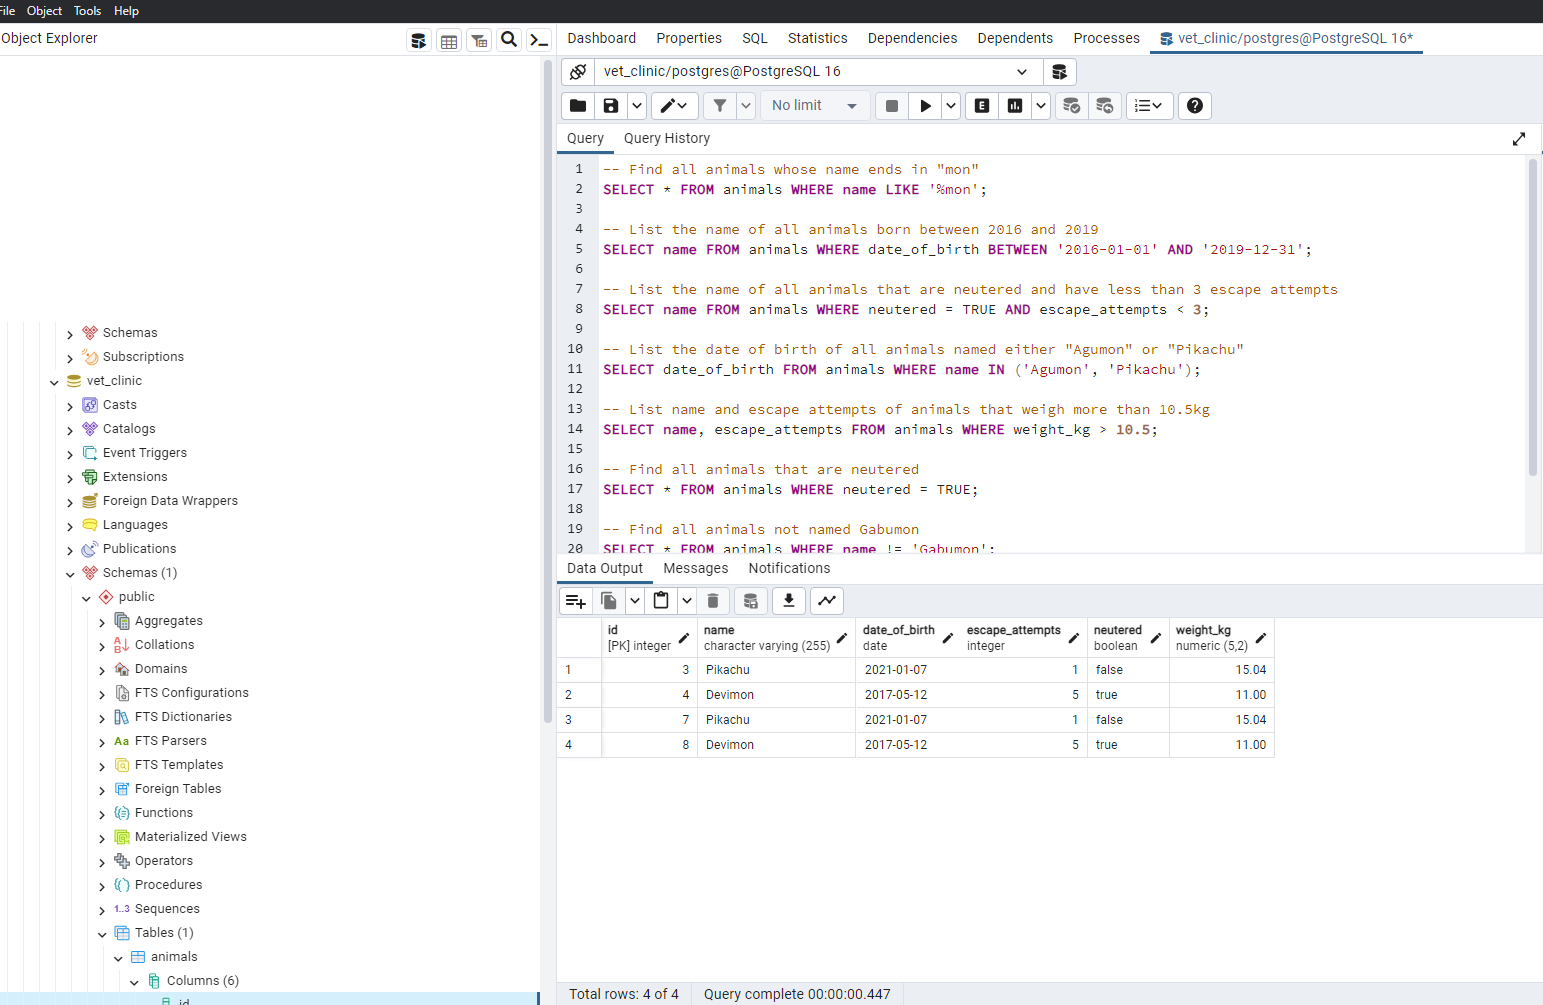 File Object Tools Help
Object Explorer
Schemas
Subscriptions
vet_clinic
Casts
Catalogs
Event Triggers
Extensions
Foreign Data Wrappers
Languages
Publications
Schemas (1)
public
Aggregates
Collations
Domains
FTS Configurations
FTS Dictionaries
Aa FTS Parsers
FTS Templates
Foreign Tables
Functions
Materialized Views
Operators
Procedures
1..3 Sequences
Tables (1)
animals
Columns (6)
id
Dashboard Properties SQL Statistics Dependencies Dependents Processes vet_clinic/postgres@PostgreSQL 16*
vet_clinic/postgres@PostgreSQL 16
No limit
Query Query History
1 -- Find all animals whose name ends in "mon"
2 SELECT * FROM animals WHERE name LIKE '%mon';
3
4 -- List the name of all animals born between 2016 and 2019
5 SELECT name FROM animals WHERE date_of_birth BETWEEN '2016-01-01' AND '2019-12-31';
6
7 -- List the name of all animals that are neutered and have less than 3 escape attempts
8 SELECT name FROM animals WHERE neutered = TRUE AND escape_attempts < 3;
9
10 -- List the date of birth of all animals named either "Agumon" or "Pikachu"
11 SELECT date_of_birth FROM animals WHERE name IN ('Agumon', 'Pikachu');
12
13 -- List name and escape attempts of animals that weigh more than 10.5kg
14 SELECT name, escape_attempts FROM animals WHERE weight_kg > 10.5;
15
16 -- Find all animals that are neutered
17 SELECT * FROM animals WHERE neutered = TRUE;
18
19 -- Find all animals not named Gabumon
20 SELECT * FROM animals WHERE name != 'Gabumon';
Data Output Messages Notifications
id name date_of_birth escape_attempts neutered weight_kg
[PK] integer character varying (255) date integer boolean numeric (5,2)
1 3 Pikachu 2021-01-07 1 false 15.04
2 4 Devimon 2017-05-12 5 true 11.00
3 7 Pikachu 2021-01-07 1 false 15.04
4 8 Devimon 2017-05-12 5 true 11.00
Total rows: 4 of 4 Query complete 00:00:00.447